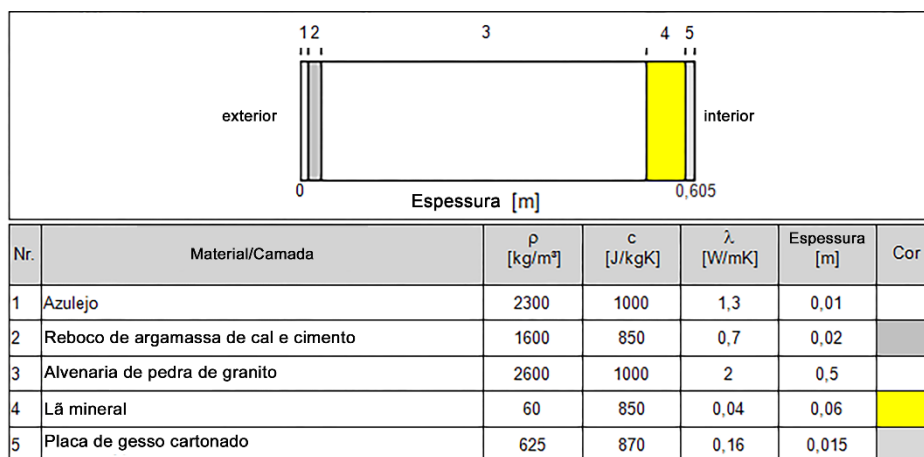 1 2 3 4 5
exterior interior
0 0,605
Espessura [m]
Nr. Material/Camada ρ [kg/m³] c [J/kgK] λ [W/mK] Espessura [m] Cor
1 Azulejo 2300 1000 1,3 0,01
2 Reboco de argamassa de cal e cimento 1600 850 0,7 0,02
3 Alvenaria de pedra de granito 2600 1000 2 0,5
4 Lã mineral 60 850 0,04 0,06
5 Placa de gesso cartonado 625 870 0,16 0,015